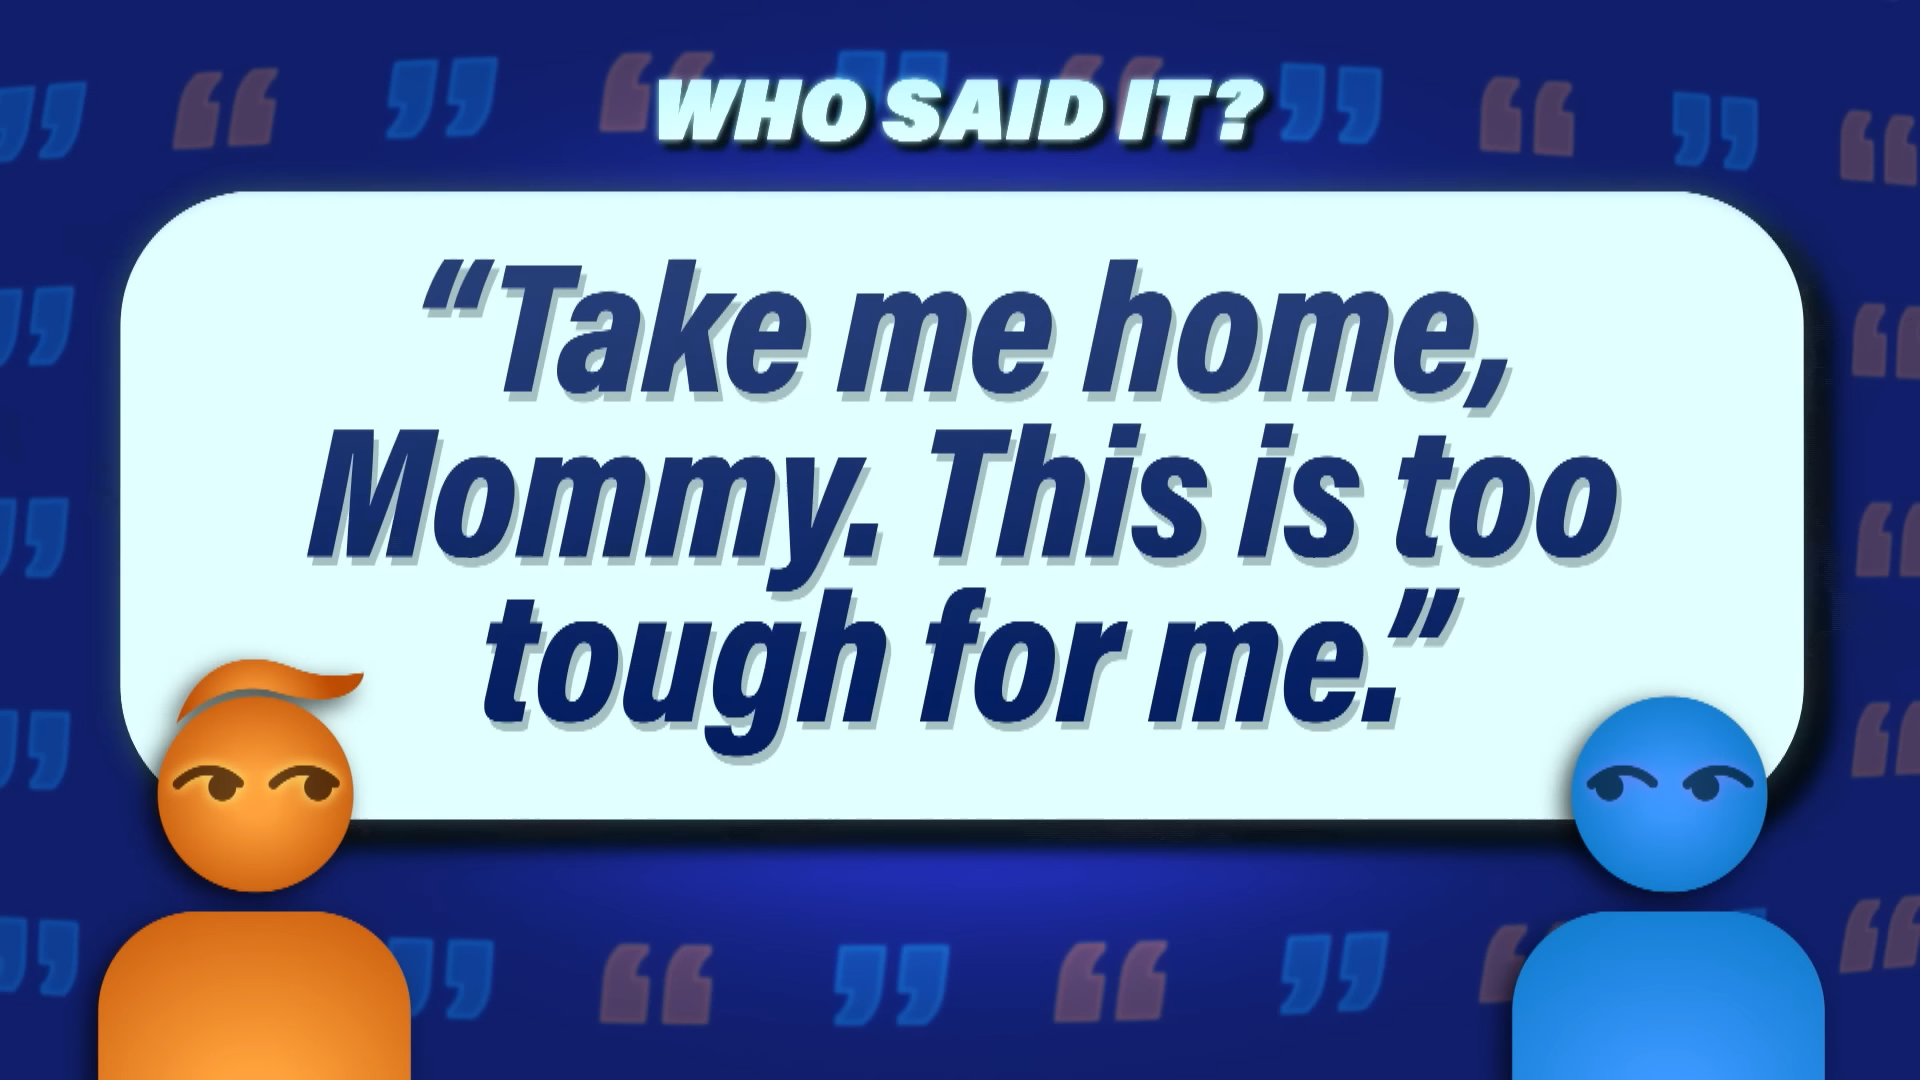 WHO SAID IT?
“Take me home,
Mommy. This is too
tough for me.”